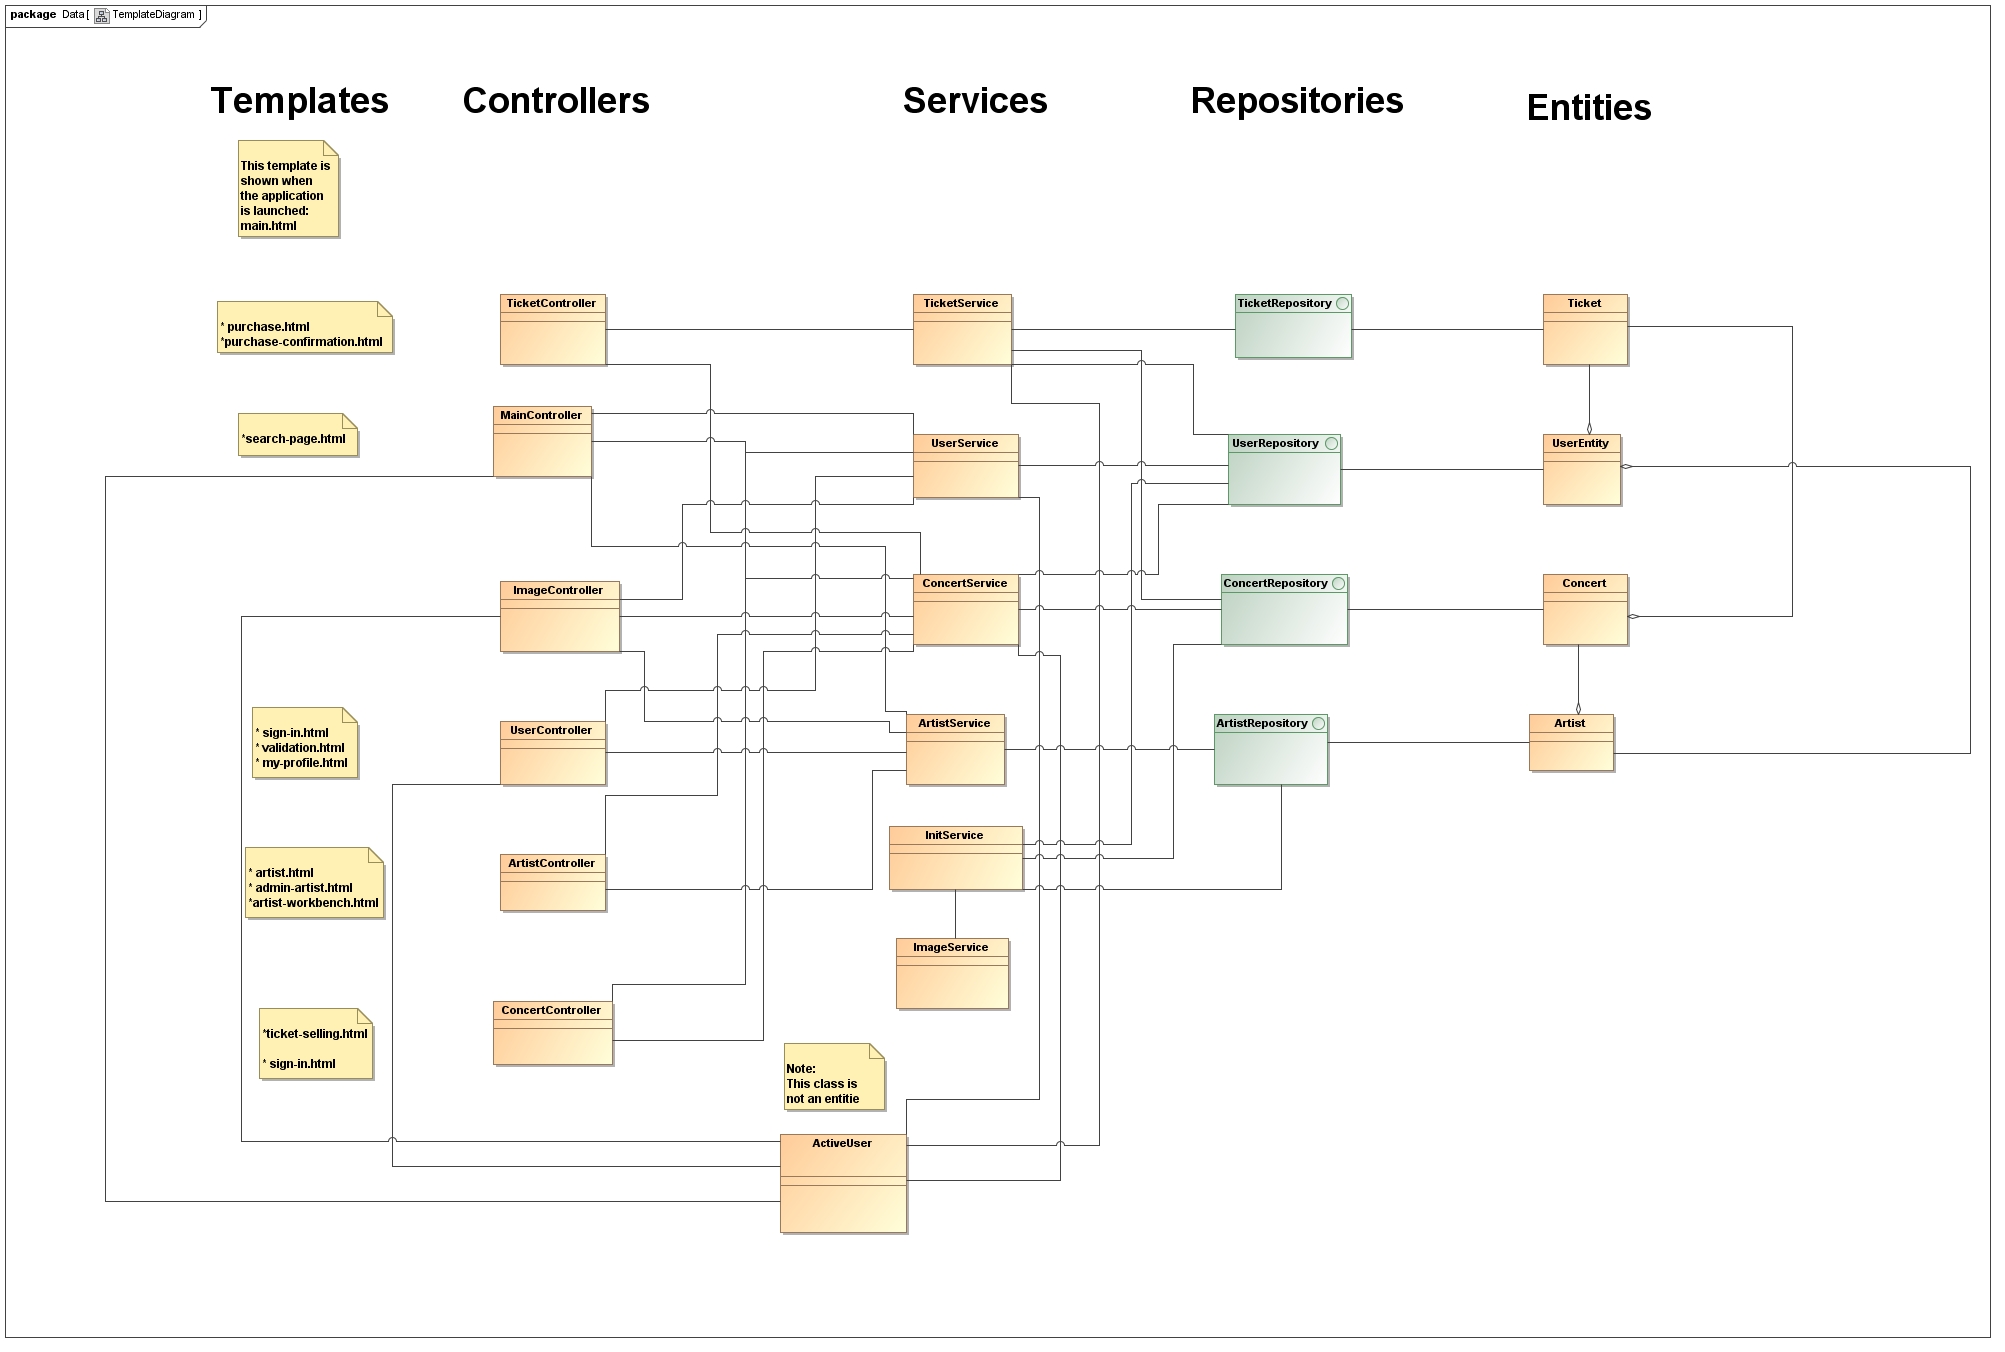 package Data [ TemplateDiagram ]
Templates
Controllers
Services
Repositories
Entities
This template is
shown when
the application
is launched:
main.html
* purchase.html
*purchase-confirmation.html
TicketController
TicketService
TicketRepository
Ticket
*search-page.html
MainController
UserService
UserRepository
UserEntity
ImageController
ConcertService
ConcertRepository
Concert
* sign-in.html
* validation.html
* my-profile.html
UserController
ArtistService
ArtistRepository
Artist
* artist.html
* admin-artist.html
*artist-workbench.html
ArtistController
InitService
ImageService
*ticket-selling.html
* sign-in.html
ConcertController
Note:
This class is
not an entitie
ActiveUser